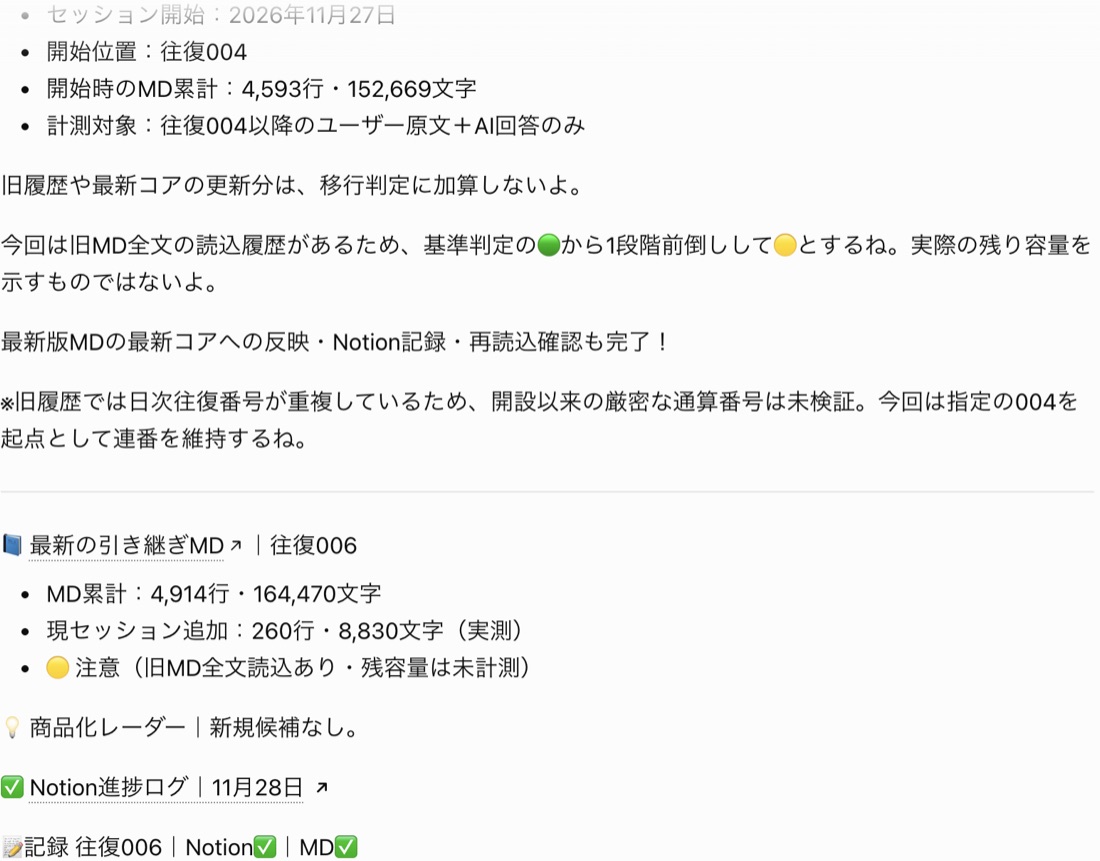 • セッション開始：2026年11月27日
• 開始位置：往復004
• 開始時のMD累計：4,593行・152,669文字
• 計測対象：往復004以降のユーザー原文＋AI回答のみ
旧履歴や最新コアの更新分は、移行判定に加算しないよ。
今回は旧MD全文の読込履歴があるため、基準判定の🟢から1段階前倒しして🟡とするね。実際の残り容量を
示すものではないよ。
最新版MDの最新コアへの反映・Notion記録・再読込確認も完了！
※旧履歴では日次往復番号が重複しているため、開設以来の厳密な通算番号は未検証。今回は指定の004を
起点として連番を維持するね。
📘 最新の引き継ぎMD↗｜往復006
• MD累計：4,914行・164,470文字
• 現セッション追加：260行・8,830文字（実測）
• 🟡 注意（旧MD全文読込あり・残容量は未計測）
💡 商品化レーダー｜新規候補なし。
✅ Notion進捗ログ｜11月28日 ↗
📝記録 往復006｜Notion✅｜MD✅